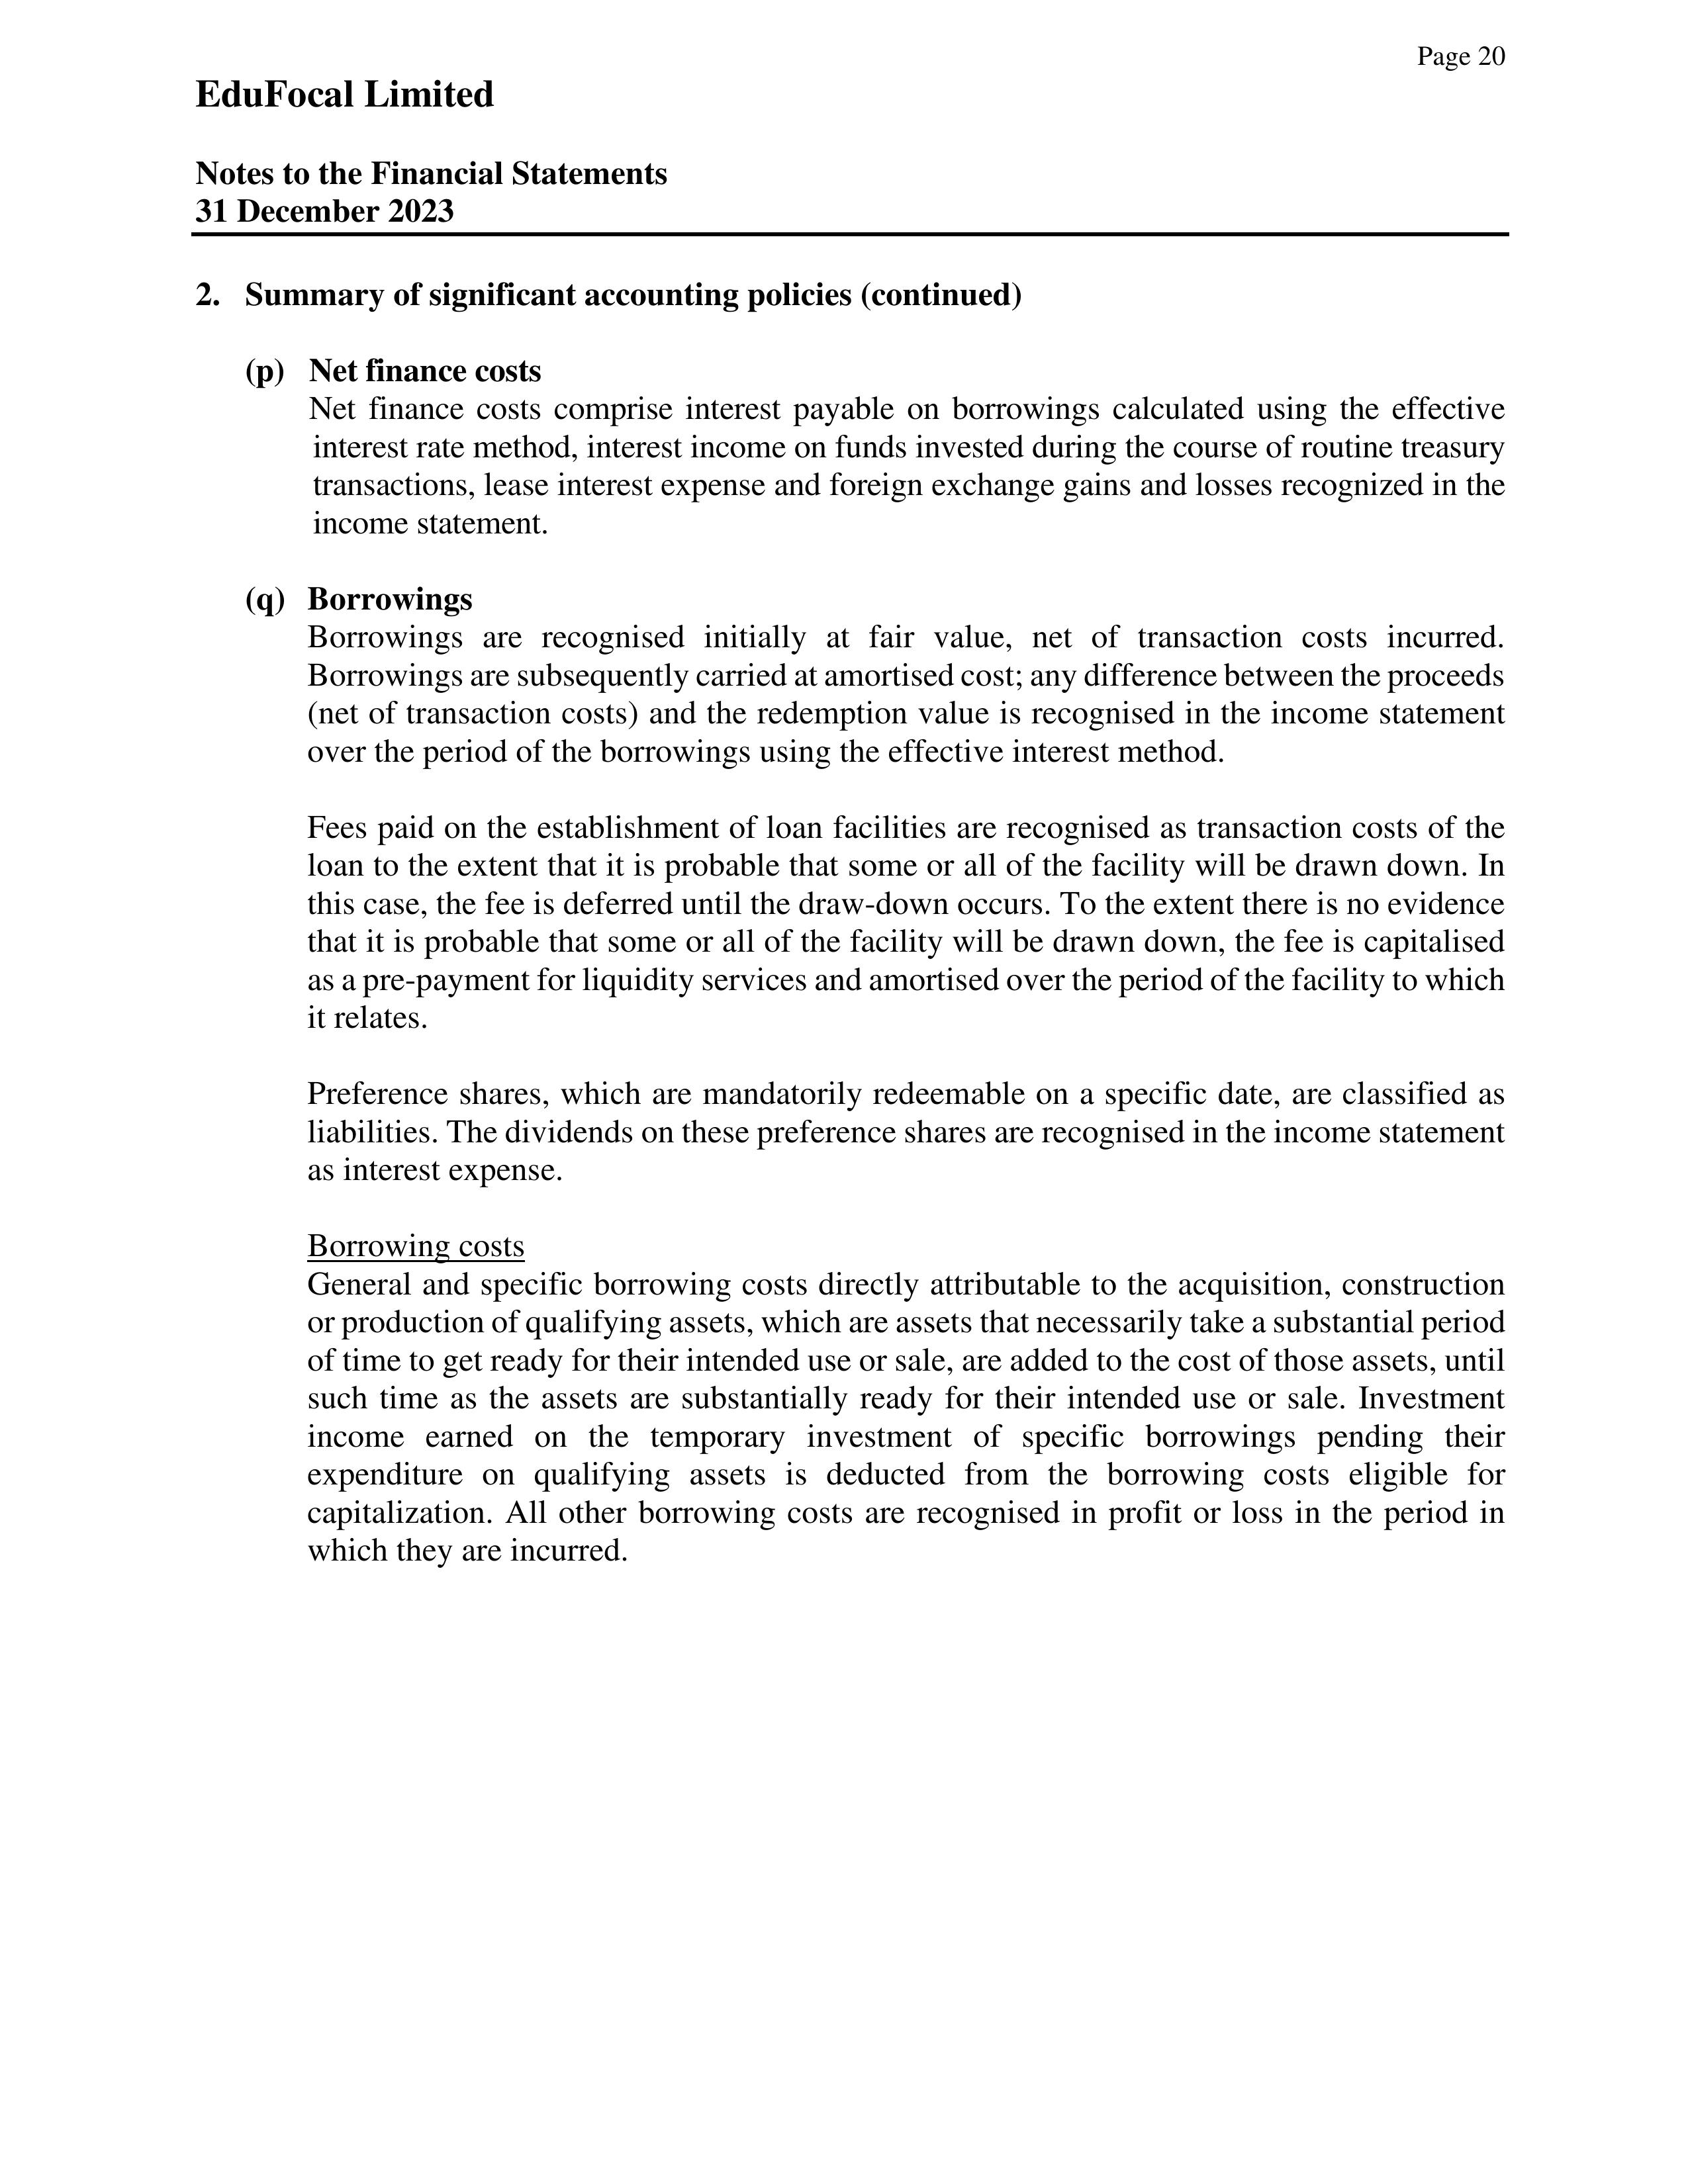 Page 20
EduFocal Limited
Notes to the Financial Statements
31 December 2023
2. Summary of significant accounting policies (continued)
(p) Net finance costs
Net finance costs comprise interest payable on borrowings calculated using the effective
interest rate method, interest income on funds invested during the course of routine treasury
transactions, lease interest expense and foreign exchange gains and losses recognized in the
income statement.
(q) Borrowings
Borrowings are recognised initially at fair value, net of transaction costs incurred.
Borrowings are subsequently carried at amortised cost; any difference between the proceeds
(net of transaction costs) and the redemption value is recognised in the income statement
over the period of the borrowings using the effective interest method.
Fees paid on the establishment of loan facilities are recognised as transaction costs of the
loan to the extent that it is probable that some or all of the facility will be drawn down. In
this case, the fee is deferred until the draw-down occurs. To the extent there is no evidence
that it is probable that some or all of the facility will be drawn down, the fee is capitalised
as a pre-payment for liquidity services and amortised over the period of the facility to which
it relates.
Preference shares, which are mandatorily redeemable on a specific date, are classified as
liabilities. The dividends on these preference shares are recognised in the income statement
as interest expense.
Borrowing costs
General and specific borrowing costs directly attributable to the acquisition, construction
or production of qualifying assets, which are assets that necessarily take a substantial period
of time to get ready for their intended use or sale, are added to the cost of those assets, until
such time as the assets are substantially ready for their intended use or sale. Investment
income earned on the temporary investment of specific borrowings pending their
expenditure on qualifying assets is deducted from the borrowing costs eligible for
capitalization. All other borrowing costs are recognised in profit or loss in the period in
which they are incurred.